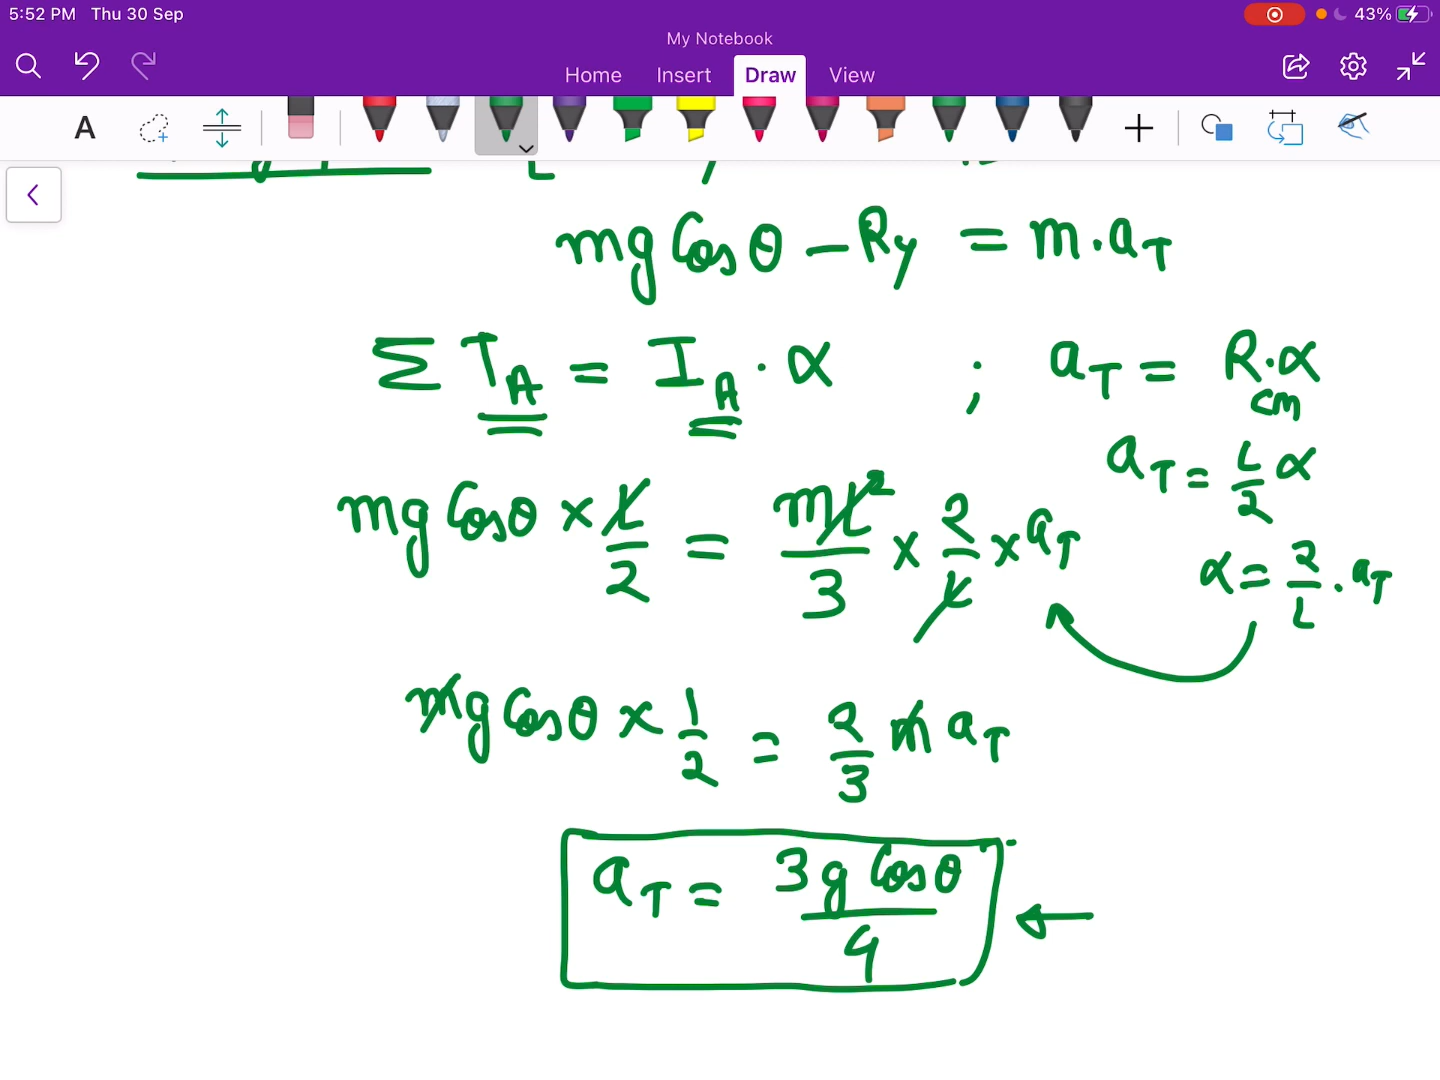 5:52 PM Thu 30 Sep
43%
My Notebook
Home Insert Draw View
A
mg Cosθ − Ry = m.aT
Σ TA = IA . α ; aT = R.α
cm
aT = L/2 α
mg Cosθ × L/2 = mL²/3 × 2/L × aT
α = 2/L . aT
mg Cosθ × 1/2 = 2/3 m aT
aT = 3g Cosθ/4